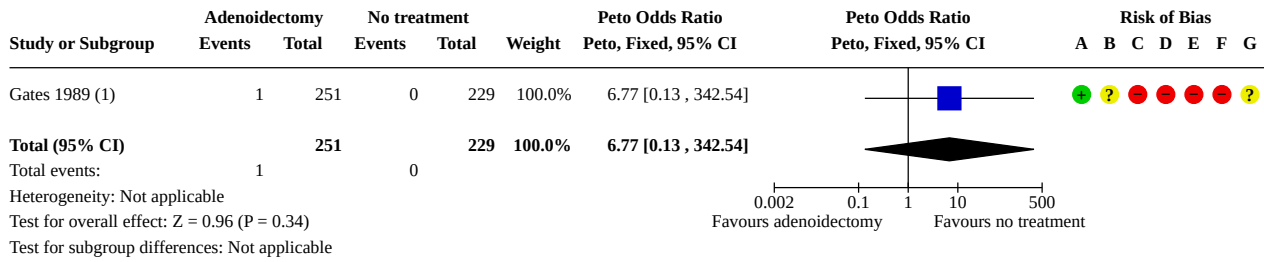 Adenoidectomy No treatment Peto Odds Ratio Peto Odds Ratio Risk of Bias
Study or Subgroup Events Total Events Total Weight Peto, Fixed, 95% CI Peto, Fixed, 95% CI A B C D E F G
Gates 1989 (1) 1 251 0 229 100.0% 6.77 [0.13 , 342.54] + ? − − − − ?
Total (95% CI) 251 229 100.0% 6.77 [0.13 , 342.54]
Total events: 1 0
Heterogeneity: Not applicable 0.002 0.1 1 10 500
Test for overall effect: Z = 0.96 (P = 0.34) Favours adenoidectomy Favours no treatment
Test for subgroup differences: Not applicable